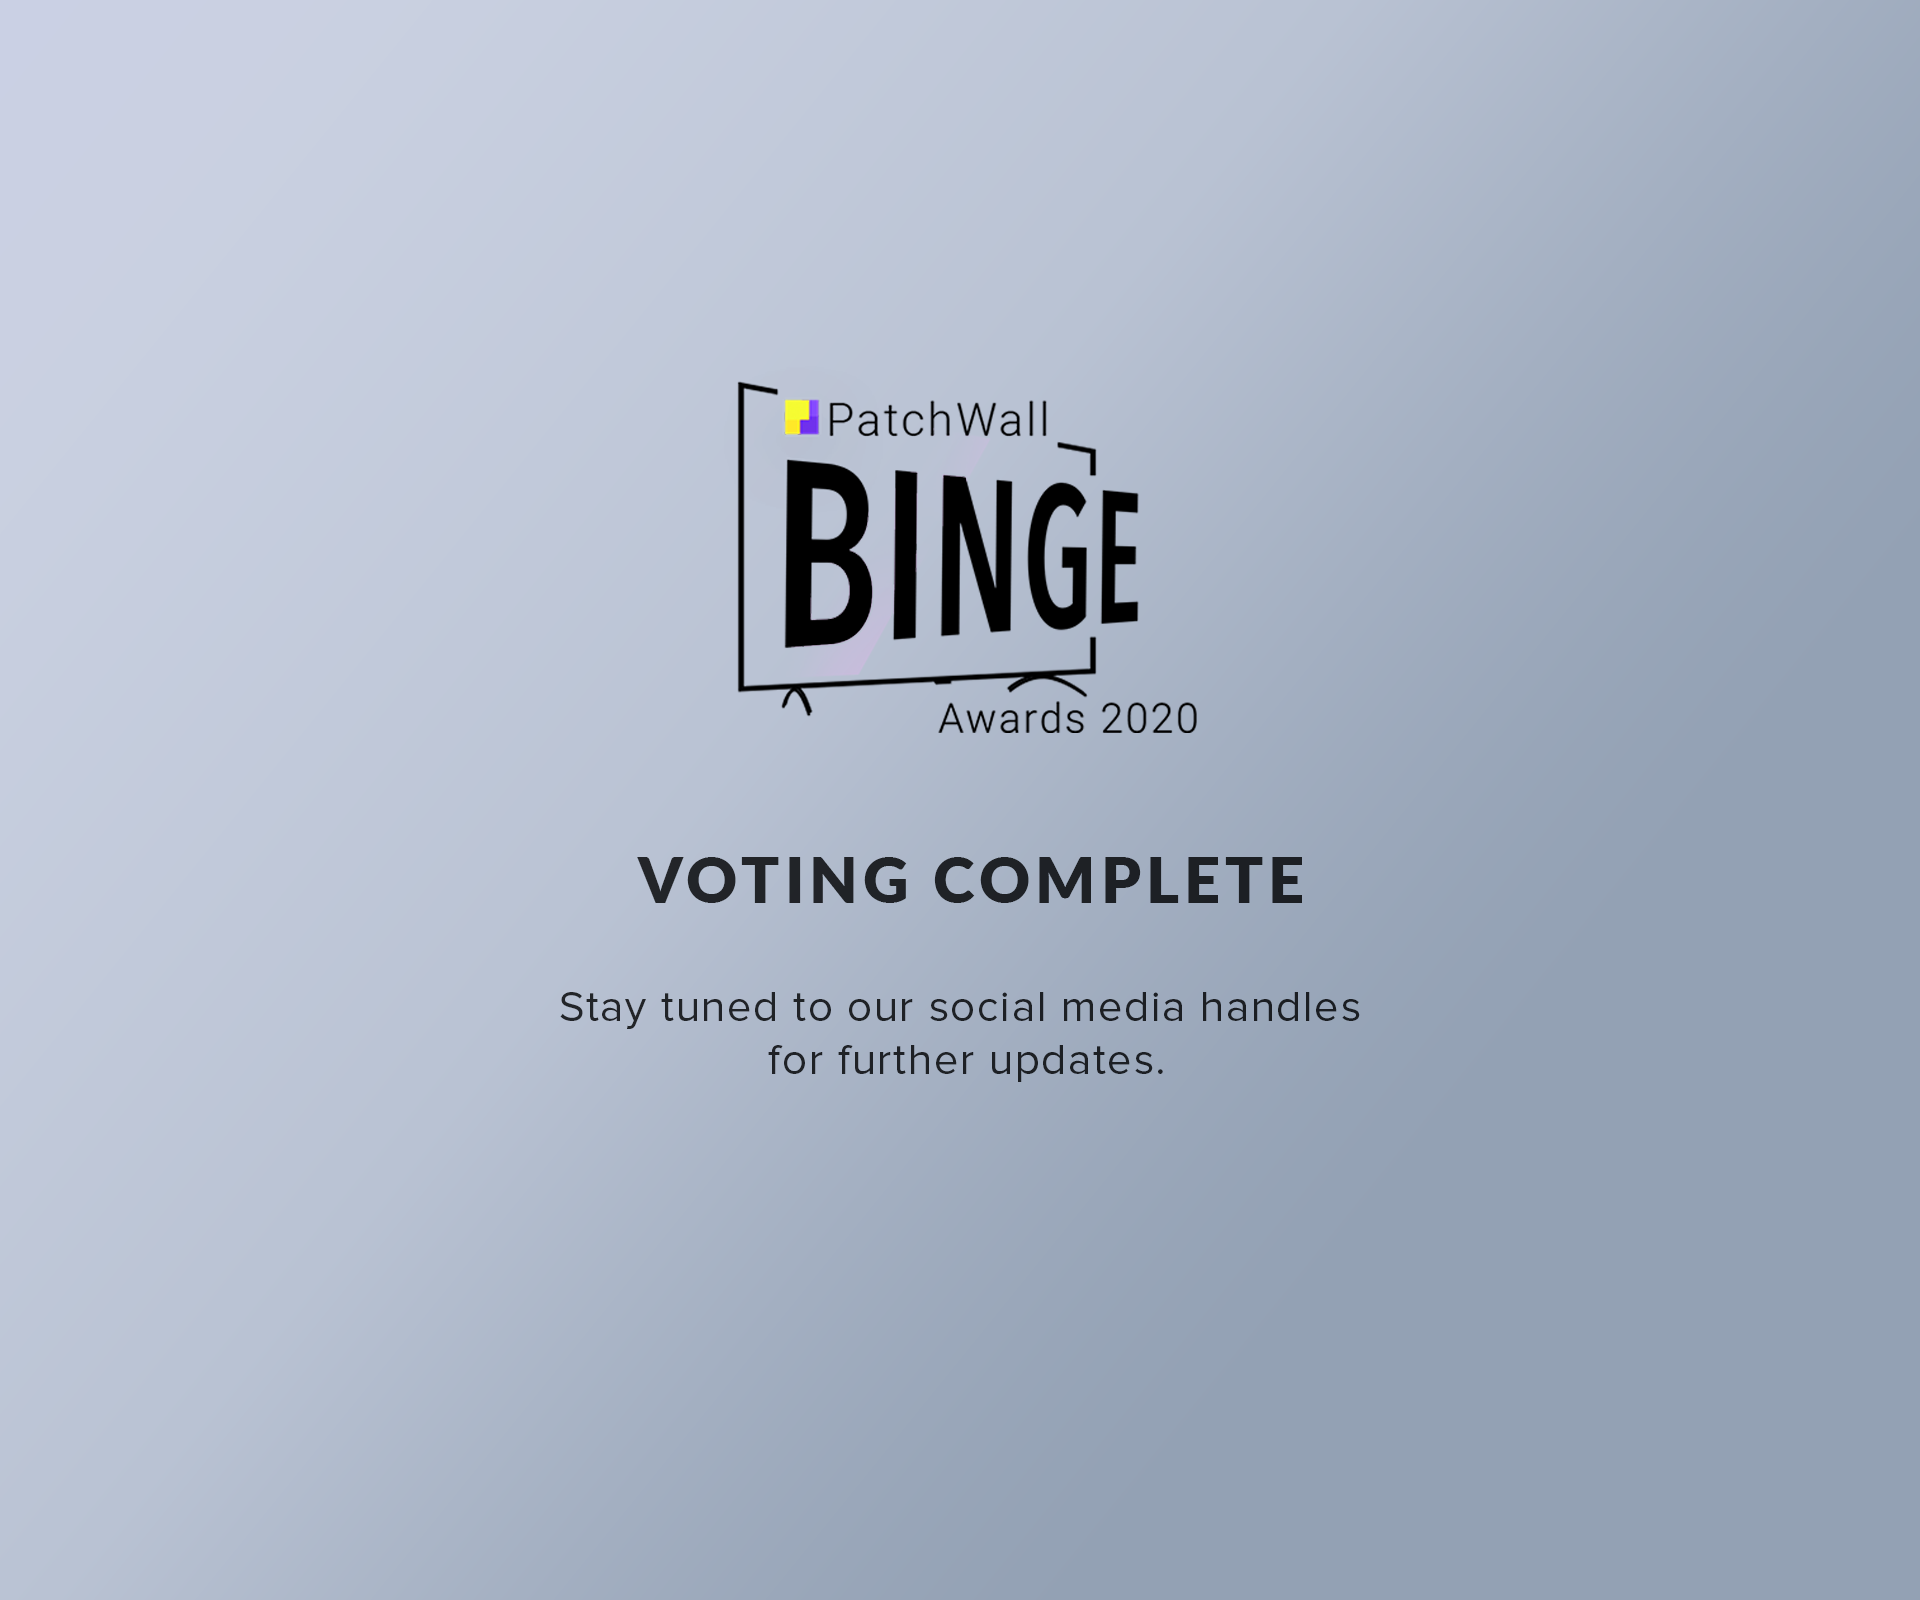 PatchWall
BINGE
Awards 2020
VOTING COMPLETE
Stay tuned to our social media handles
for further updates.